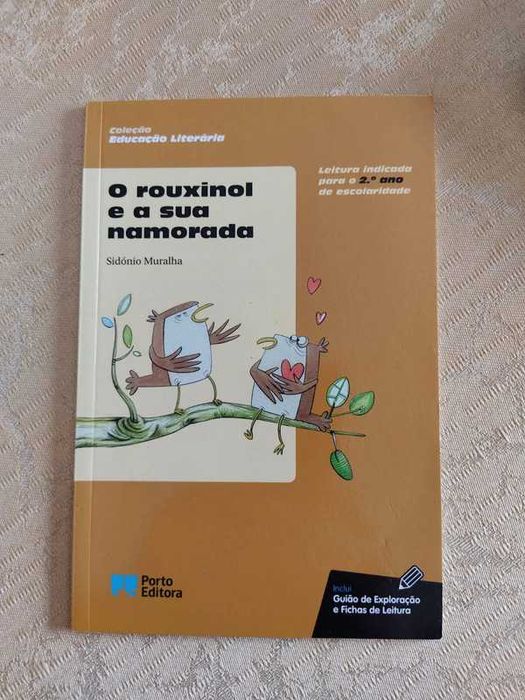 Coleção
Educação Literária
Leitura indicada
para o 2.º ano
de escolaridade
O rouxinol
e a sua
namorada
Sidónio Muralha
Porto
Editora
Inclui
Guião de Exploração
e Fichas de Leitura